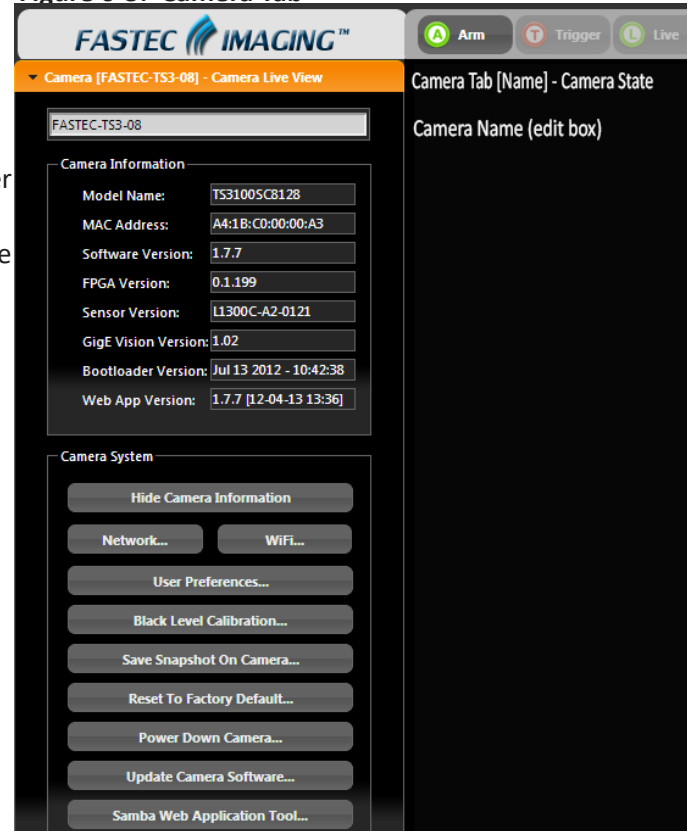 FASTEC IMAGING™
Arm Trigger Live
Camera [FASTEC-TS3-08] - Camera Live View
Camera Tab [Name] - Camera State
FASTEC-TS3-08
Camera Name (edit box)
Camera Information
Model Name: TS3100SC8128
MAC Address: A4:1B:C0:00:00:A3
Software Version: 1.7.7
FPGA Version: 0.1.199
Sensor Version: L1300C-A2-0121
GigE Vision Version: 1.02
Bootloader Version: Jul 13 2012 - 10:42:38
Web App Version: 1.7.7 [12-04-13 13:36]
Camera System
Hide Camera Information
Network... WiFi...
User Preferences...
Black Level Calibration...
Save Snapshot On Camera...
Reset To Factory Default...
Power Down Camera...
Update Camera Software...
Samba Web Application Tool...